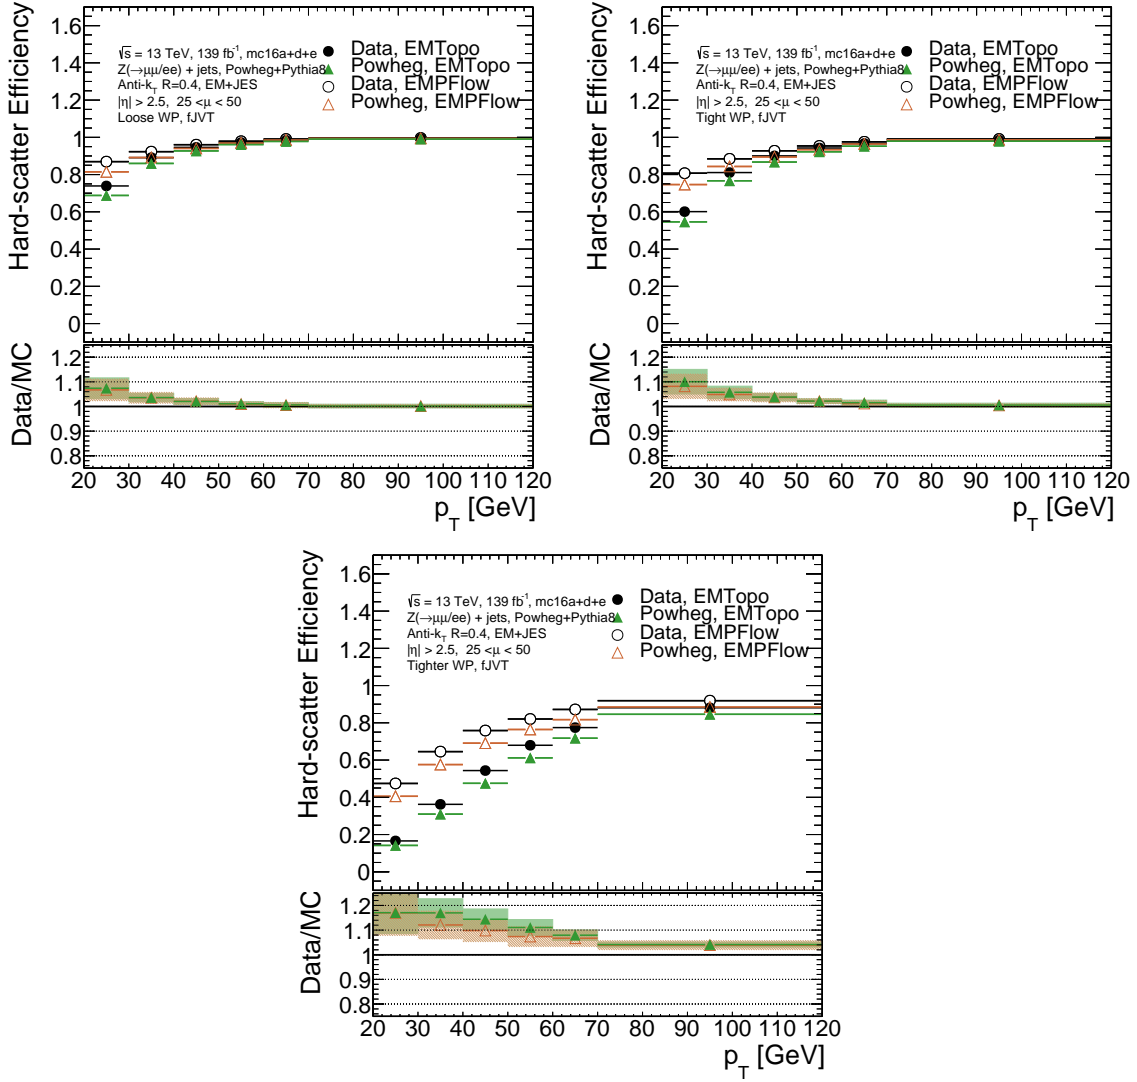 Hard-scatter Efficiency
1.6
1.4
1.2
1
0.8
0.6
0.4
0.2
0
√s = 13 TeV, 139 fb⁻¹, mc16a+d+e
Z(→μμ/ee) + jets, Powheg+Pythia8
Anti-k_T R=0.4, EM+JES
|η| > 2.5, 25 <μ < 50
Loose WP, fJVT
Data, EMTopo
Powheg, EMTopo
Data, EMPFlow
Powheg, EMPFlow
Data/MC
1.2
1.1
1
0.9
0.8
20 30 40 50 60 70 80 90 100 110 120
p_T [GeV]
Hard-scatter Efficiency
1.6
1.4
1.2
1
0.8
0.6
0.4
0.2
0
√s = 13 TeV, 139 fb⁻¹, mc16a+d+e
Z(→μμ/ee) + jets, Powheg+Pythia8
Anti-k_T R=0.4, EM+JES
|η| > 2.5, 25 <μ < 50
Tight WP, fJVT
Data, EMTopo
Powheg, EMTopo
Data, EMPFlow
Powheg, EMPFlow
Data/MC
1.2
1.1
1
0.9
0.8
20 30 40 50 60 70 80 90 100 110 120
p_T [GeV]
Hard-scatter Efficiency
1.6
1.4
1.2
1
0.8
0.6
0.4
0.2
0
√s = 13 TeV, 139 fb⁻¹, mc16a+d+e
Z(→μμ/ee) + jets, Powheg+Pythia8
Anti-k_T R=0.4, EM+JES
|η| > 2.5, 25 <μ < 50
Tighter WP, fJVT
Data, EMTopo
Powheg, EMTopo
Data, EMPFlow
Powheg, EMPFlow
Data/MC
1.2
1.1
1
0.9
0.8
20 30 40 50 60 70 80 90 100 110 120
p_T [GeV]